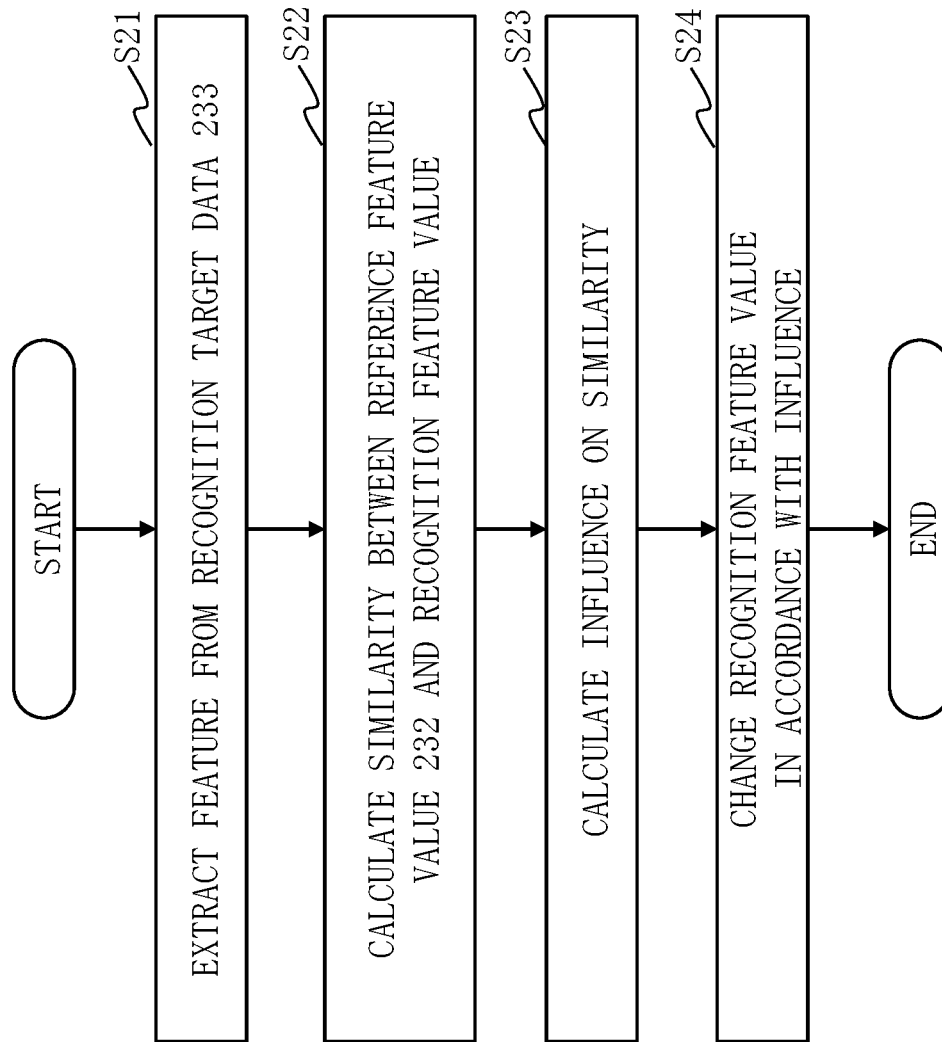 START
S21
EXTRACT FEATURE FROM RECOGNITION TARGET DATA 233
S22
CALCULATE SIMILARITY BETWEEN REFERENCE FEATURE
VALUE 232 AND RECOGNITION FEATURE VALUE
S23
CALCULATE INFLUENCE ON SIMILARITY
S24
CHANGE RECOGNITION FEATURE VALUE
IN ACCORDANCE WITH INFLUENCE
END